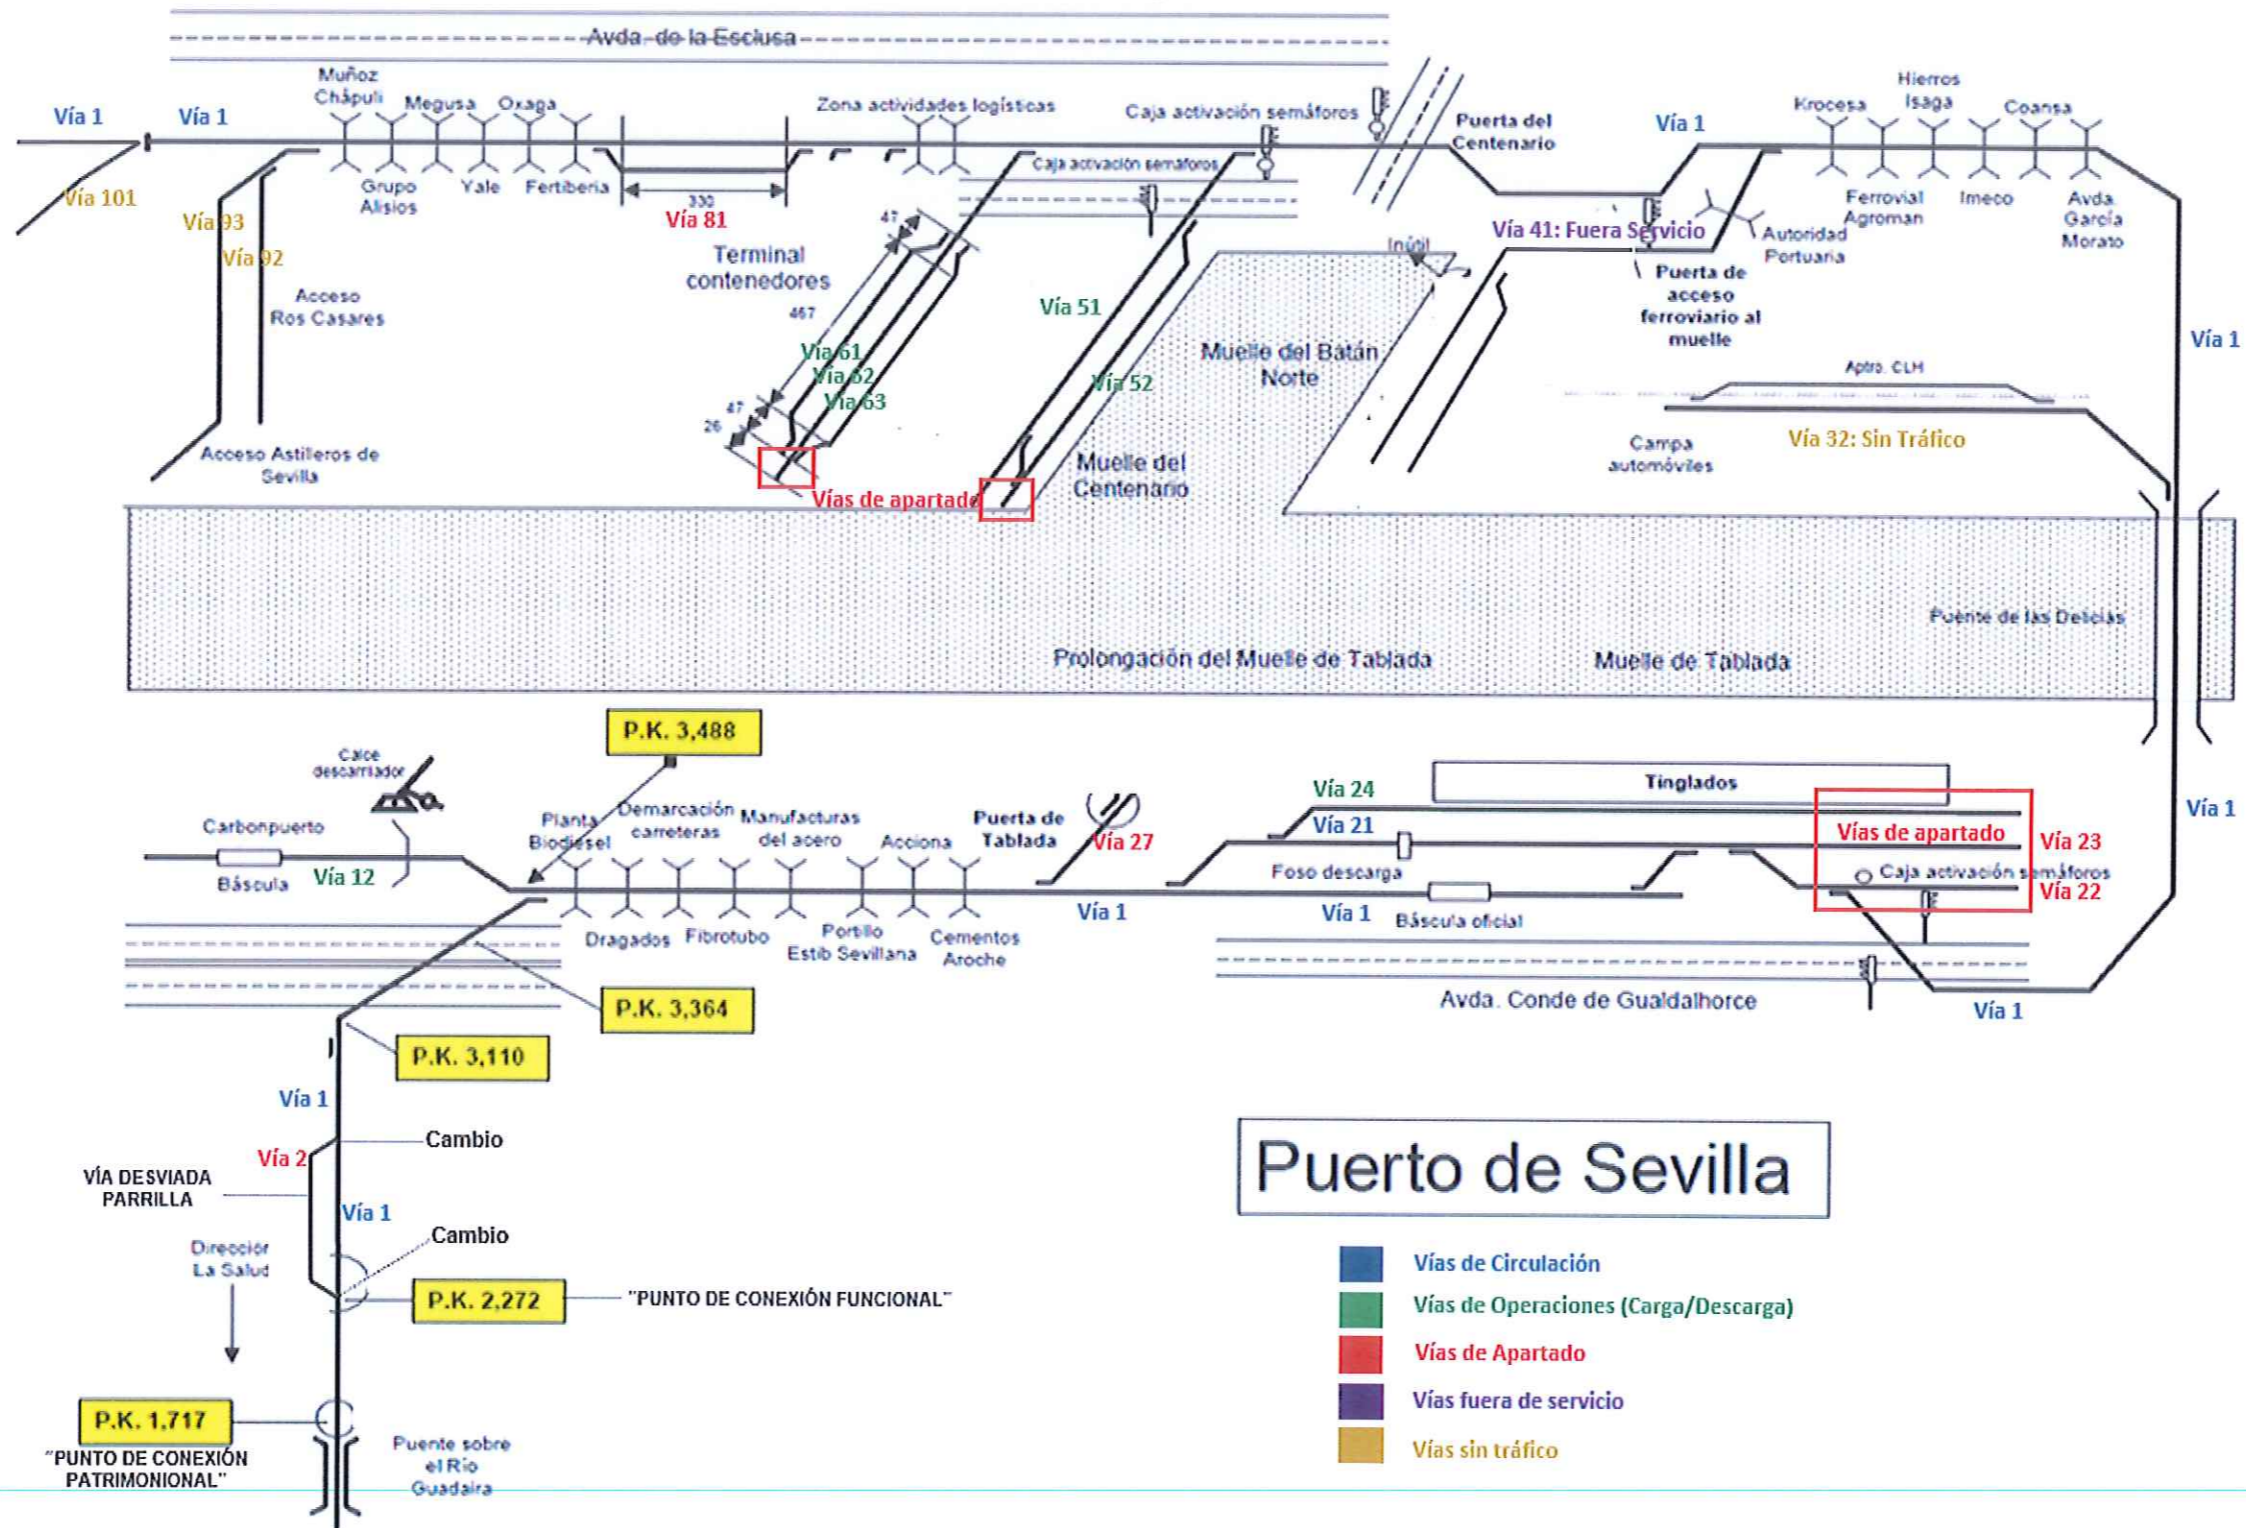 Avda. de la Esclusa
Muñoz
Chápuli
Megusa
Oxaga
Zona actividades logísticas
Caja activación semáforos
Puerta del
Centenario
Vía 1
Krocesa
Hierros
Isaga
Coansa
Vía 1
Vía 1
Vía 101
Vía 93
Vía 92
Grupo
Alisios
Yale
Fertiberia
330
Vía 81
Caja activación semáforos
Ferrovial
Agroman
Imeco
Avda.
García
Morato
Vía 41: Fuera Servicio
Autoridad
Portuaria
Inútil
Puerta de
acceso
ferroviario al
muelle
Terminal
contenedores
47
467
Acceso
Ros Casares
Vía 51
Vía 61
Vía 62
Vía 63
Vía 52
47
26
Muelle del Batán
Norte
Vía 1
Aptro. CLH
Vía 32: Sin Tráfico
Campa
automóviles
Acceso Astilleros de
Sevilla
Vías de apartado
Muelle del
Centenario
Puente de las Delicias
Prolongación del Muelle de Tablada
Muelle de Tablada
P.K. 3,488
Calce
descarrilador
Carbonpuerto
Báscula
Vía 12
Planta
Biodiesel
Demarcación
carreteras
Manufacturas
del acero
Acciona
Puerta de
Tablada
Vía 27
Dragados
Fibrotubo
Portillo
Estib Sevillana
Cementos
Aroche
Vía 1
Vía 24
Vía 21
Tinglados
Vías de apartado
Vía 23
Foso descarga
Caja activación semáforos
Vía 22
Vía 1
Báscula oficial
Vía 1
Avda. Conde de Gualdalhorce
Vía 1
P.K. 3,364
P.K. 3,110
Vía 1
Cambio
Vía 2
VÍA DESVIADA
PARRILLA
Vía 1
Cambio
Dirección
La Salud
P.K. 2,272
"PUNTO DE CONEXIÓN FUNCIONAL"
P.K. 1,717
"PUNTO DE CONEXIÓN
PATRIMONIONAL"
Puente sobre
el Río
Guadaira
Puerto de Sevilla
Vías de Circulación
Vías de Operaciones (Carga/Descarga)
Vías de Apartado
Vías fuera de servicio
Vías sin tráfico